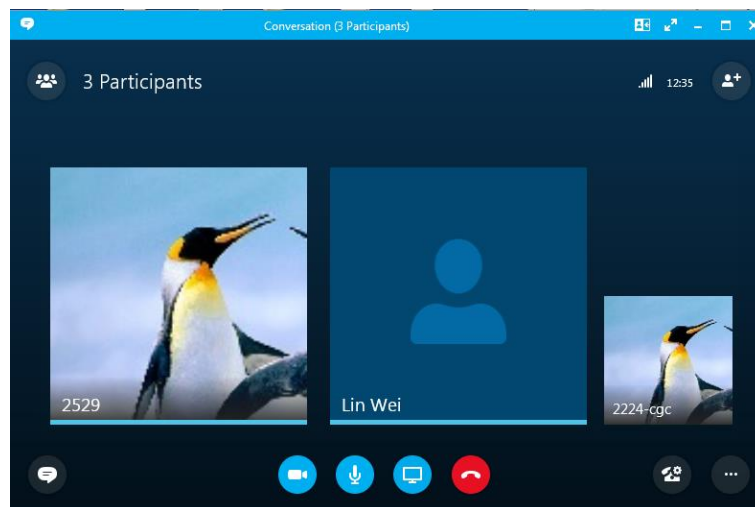 Conversation (3 Participants)
3 Participants
12:35
2529
Lin Wei
2224-cgc